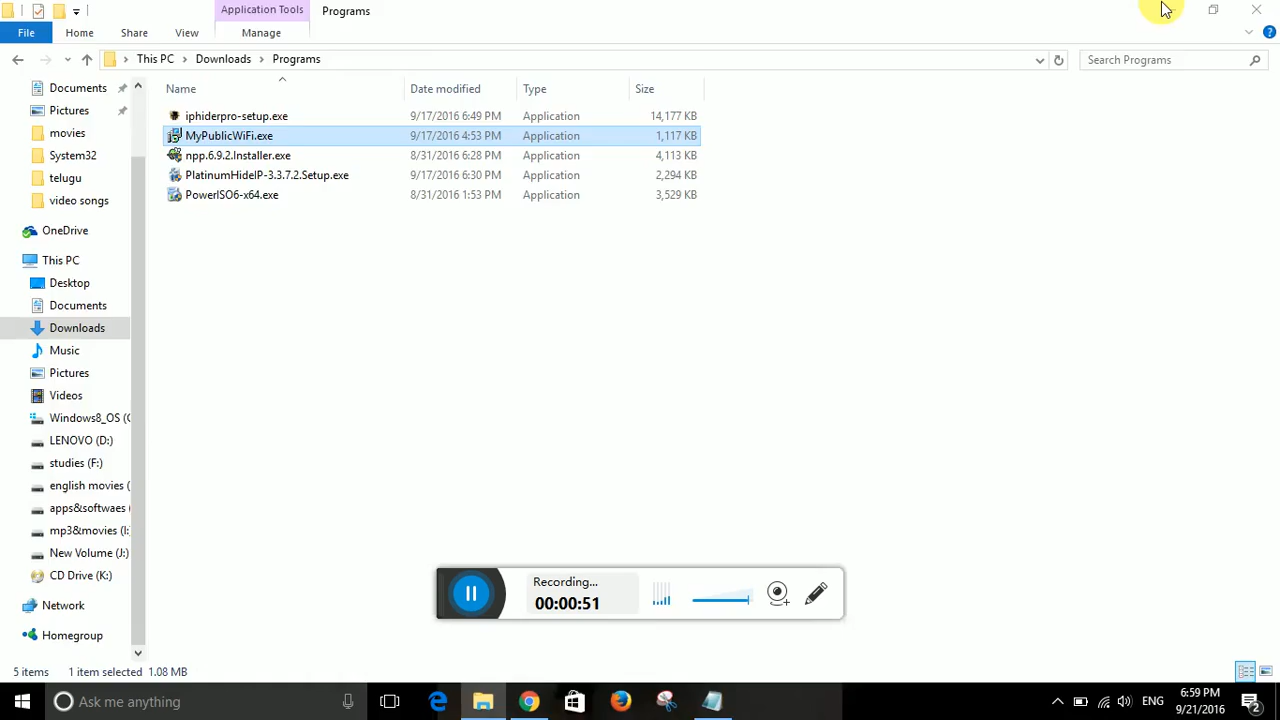 Application Tools Programs
File Home Share View Manage
This PC > Downloads > Programs Search Programs
Name Date modified Type Size
iphiderpro-setup.exe 9/17/2016 6:49 PM Application 14,177 KB
MyPublicWiFi.exe 9/17/2016 4:53 PM Application 1,117 KB
npp.6.9.2.Installer.exe 8/31/2016 6:28 PM Application 4,113 KB
PlatinumHideIP-3.3.7.2.Setup.exe 9/17/2016 6:30 PM Application 2,294 KB
PowerISO6-x64.exe 8/31/2016 1:53 PM Application 3,529 KB
Documents
Pictures
movies
System32
telugu
video songs
OneDrive
This PC
Desktop
Documents
Downloads
Music
Pictures
Videos
Windows8_OS (C
LENOVO (D:)
studies (F:)
english movies (
apps&softwaes (
mp3&movies (I:
New Volume (J:)
CD Drive (K:)
Network
Homegroup
Recording...
00:00:51
5 items 1 item selected 1.08 MB
Ask me anything
ENG
6:59 PM
9/21/2016
2